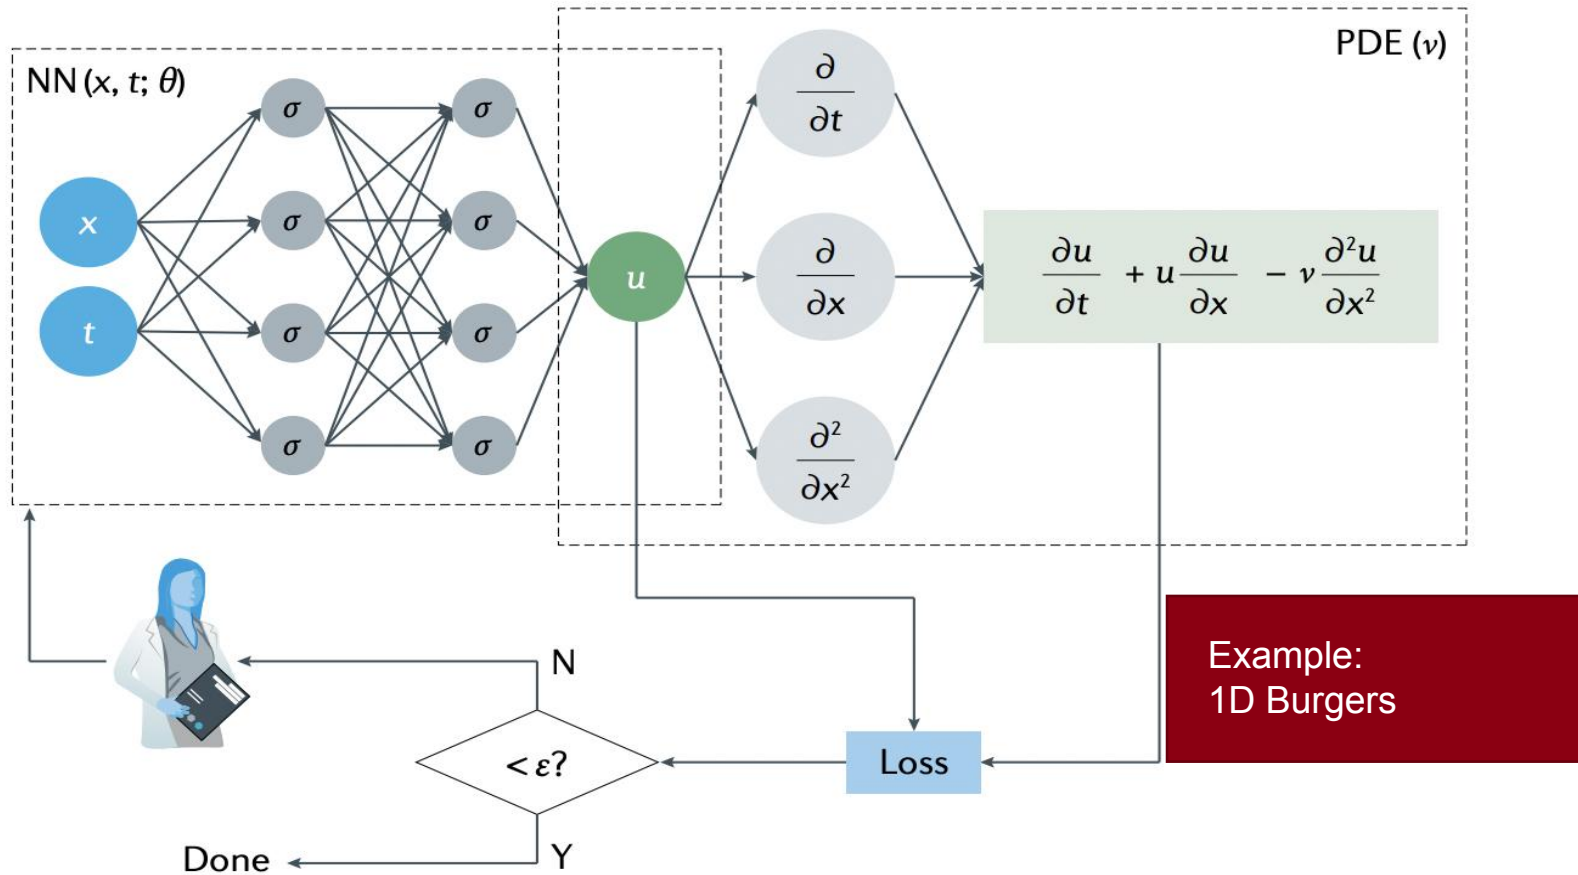 NN (x, t; θ)
PDE (ν)
x
t
σ
σ
σ
σ
σ
σ
σ
σ
u
∂/∂t
∂/∂x
∂²/∂x²
∂u/∂t + u ∂u/∂x − ν ∂²u/∂x²
Example:
1D Burgers
N
< ε?
Loss
Y
Done